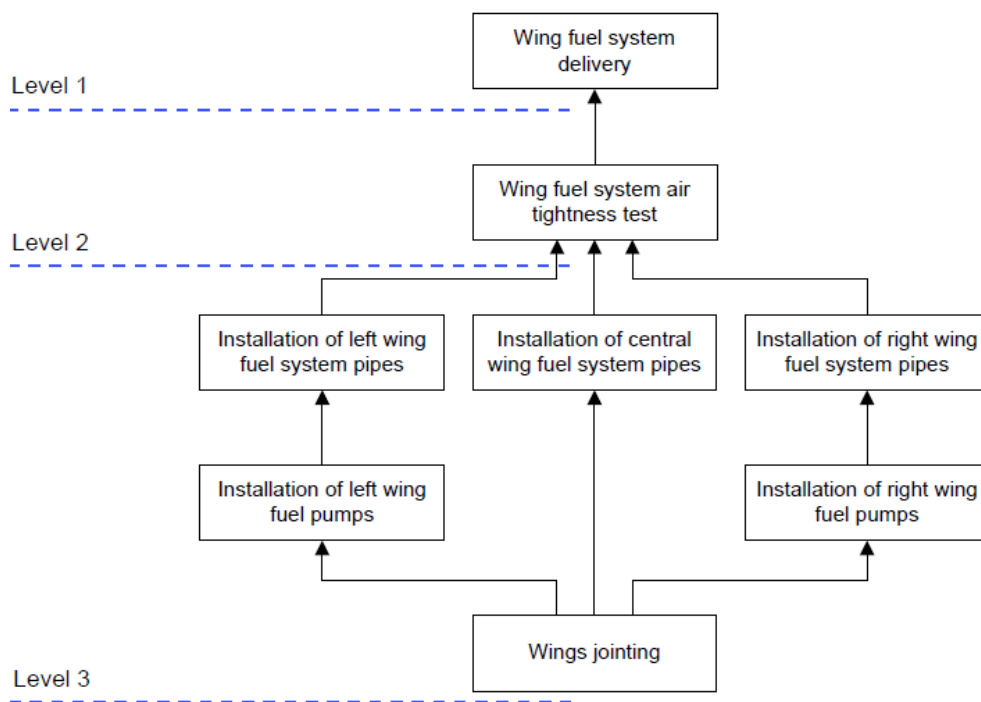 Wing fuel system
delivery
Level 1
Wing fuel system air
tightness test
Level 2
Installation of left wing
fuel system pipes
Installation of central
wing fuel system pipes
Installation of right wing
fuel system pipes
Installation of left wing
fuel pumps
Installation of right wing
fuel pumps
Wings jointing
Level 3